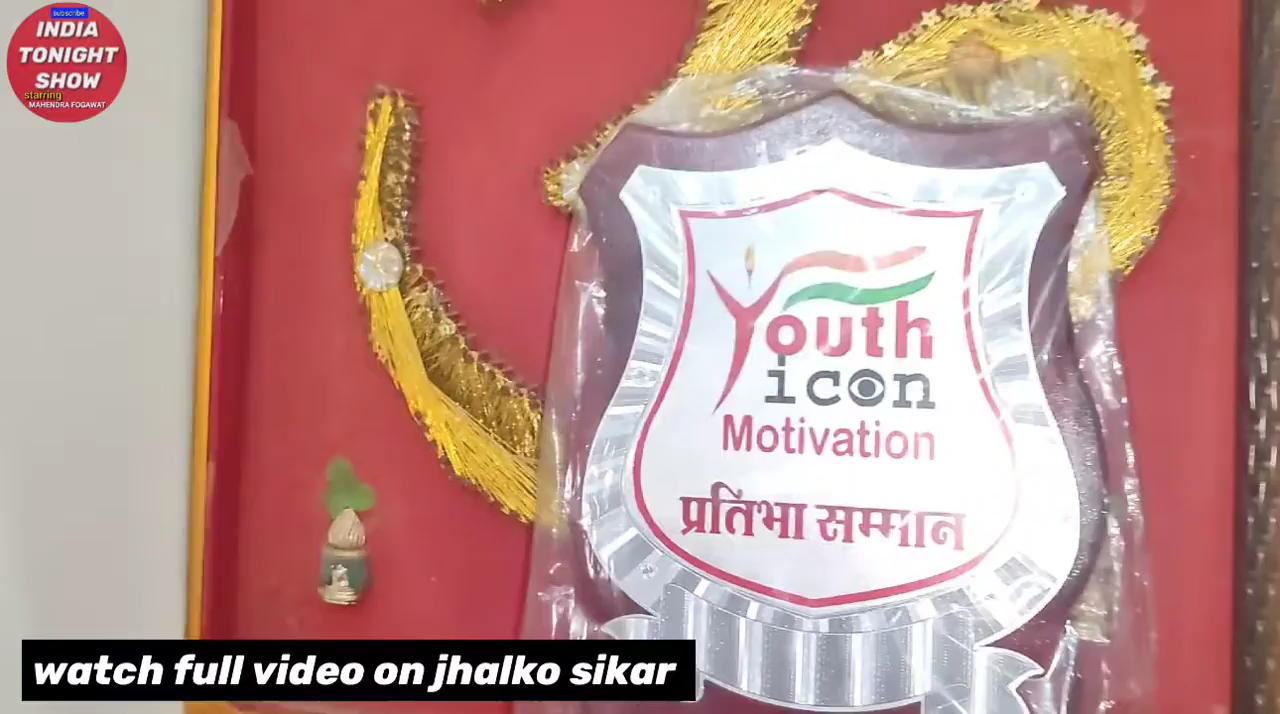 subscribe
INDIA
TONIGHT
SHOW
starring
MAHENDRA FOGAWAT
Youth
icon
Motivation
प्रतिभा सम्मान
watch full video on jhalko sikar